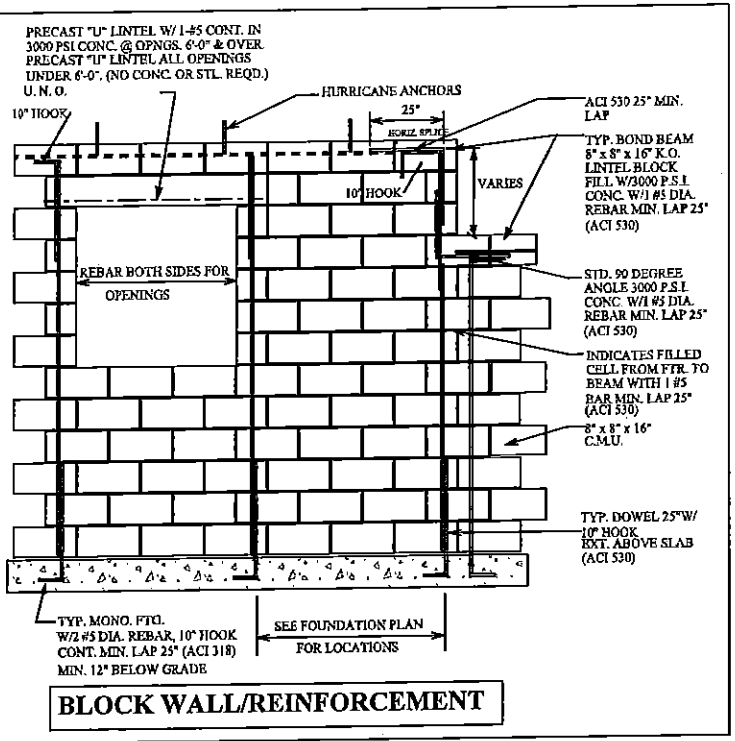 PRECAST "U" LINTEL W/ 1-#5 CONT. IN
3000 PSI CONC. @ OPNGS. 6'-0" & OVER
PRECAST "U" LINTEL ALL OPENINGS
UNDER 6'-0", (NO CONC. OR STL. REQD.)
U. N. O.
10" HOOK
HURRICANE ANCHORS
25"
HORIZ. SPLICE
10" HOOK
VARIES
ACI 530 25" MIN.
LAP
TYP. BOND BEAM
8" x 8" x 16" K.O.
LINTEL BLOCK
FILL W/3000 P.S.I.
CONC. W/1 #5 DIA.
REBAR MIN. LAP 25"
(ACI 530)
REBAR BOTH SIDES FOR
OPENINGS
STD. 90 DEGREE
ANGLE 3000 P.S.I.
CONC. W/1 #5 DIA.
REBAR MIN. LAP 25"
(ACI 530)
INDICATES FILLED
CELL FROM FTR. TO
BEAM WITH 1 #5
BAR MIN. LAP 25"
(ACI 530)
8" x 8" x 16"
C.M.U.
TYP. DOWEL 25" W/
10" HOOK
EXT. ABOVE SLAB
(ACI 530)
TYP. MONO. FTG.
W/2 #5 DIA. REBAR, 10" HOOK
CONT. MIN. LAP 25" (ACI 318)
MIN. 12" BELOW GRADE
SEE FOUNDATION PLAN
FOR LOCATIONS
BLOCK WALL/REINFORCEMENT